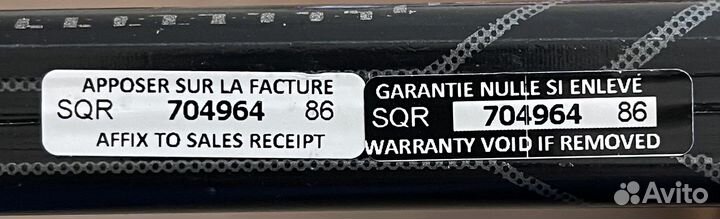 APPOSER SUR LA FACTURE
SQR 704964 86
AFFIX TO SALES RECEIPT
GARANTIE NULLE SI ENLEVÉ
SQR 704964 86
WARRANTY VOID IF REMOVED
Avito